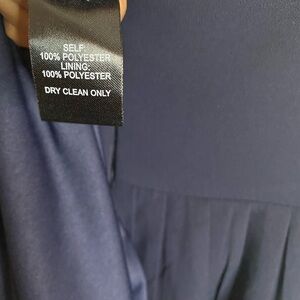 SELF:
100% POLYESTER
LINING:
100% POLYESTER
DRY CLEAN ONLY